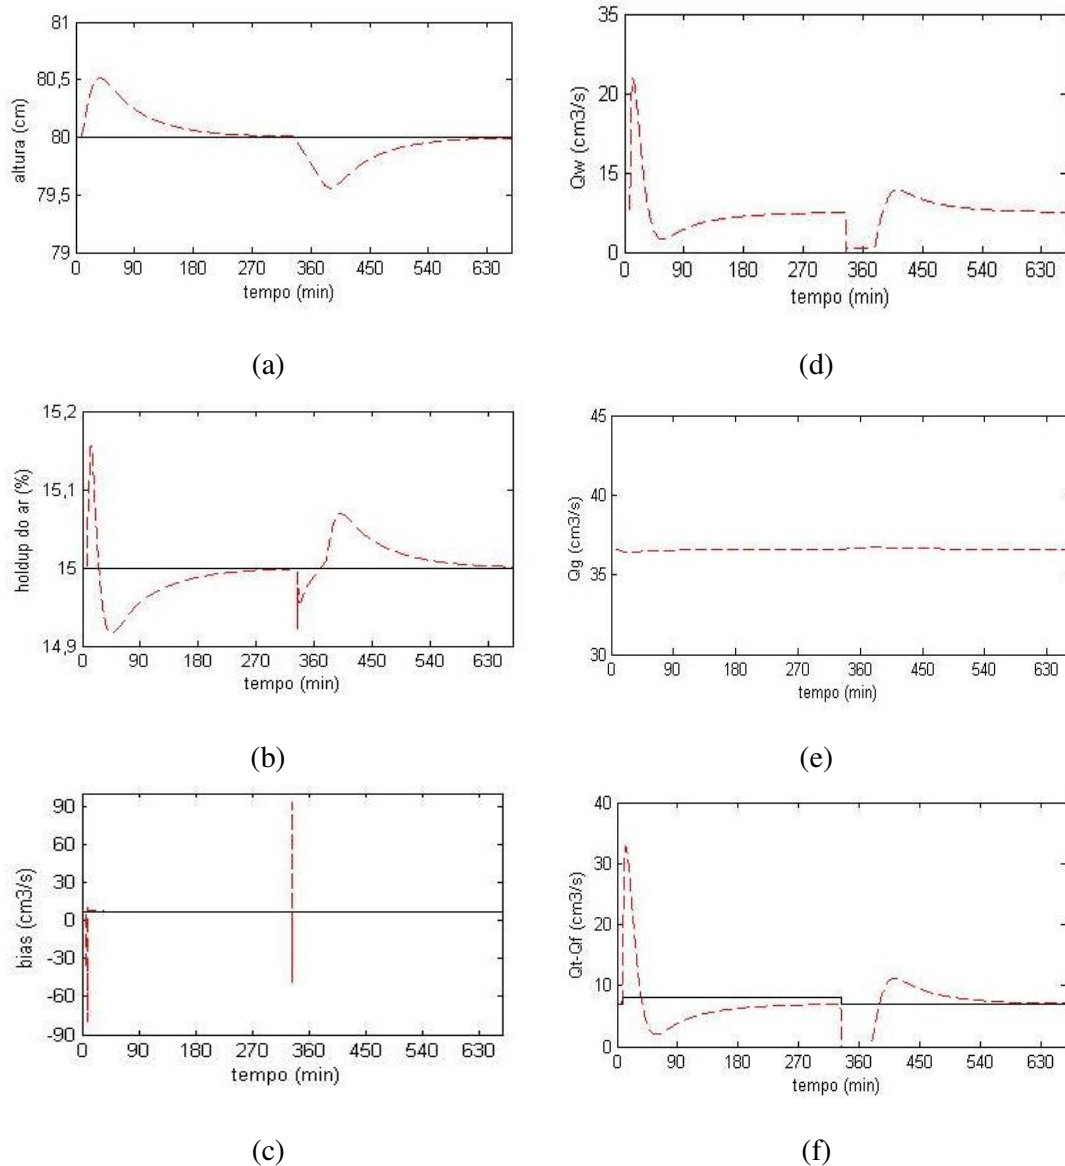 81
80,5
80
79,5
79
altura (cm)
0 90 180 270 360 450 540 630
tempo (min)
(a)
35
20
15
0
Qw (cm3/s)
0 90 180 270 360 450 540 630
tempo (min)
(d)
15,2
15,1
15
14,9
holdup do ar (%)
0 90 180 270 360 450 540 630
tempo (min)
(b)
45
40
35
30
Qg (cm3/s)
0 90 180 270 360 450 540 630
tempo (min)
(e)
90
60
30
0
-30
-60
-90
bias (cm3/s)
0 90 180 270 360 450 540 630
tempo (min)
(c)
40
30
20
10
0
Qt-Qf (cm3/s)
0 90 180 270 360 450 540 630
tempo (min)
(f)